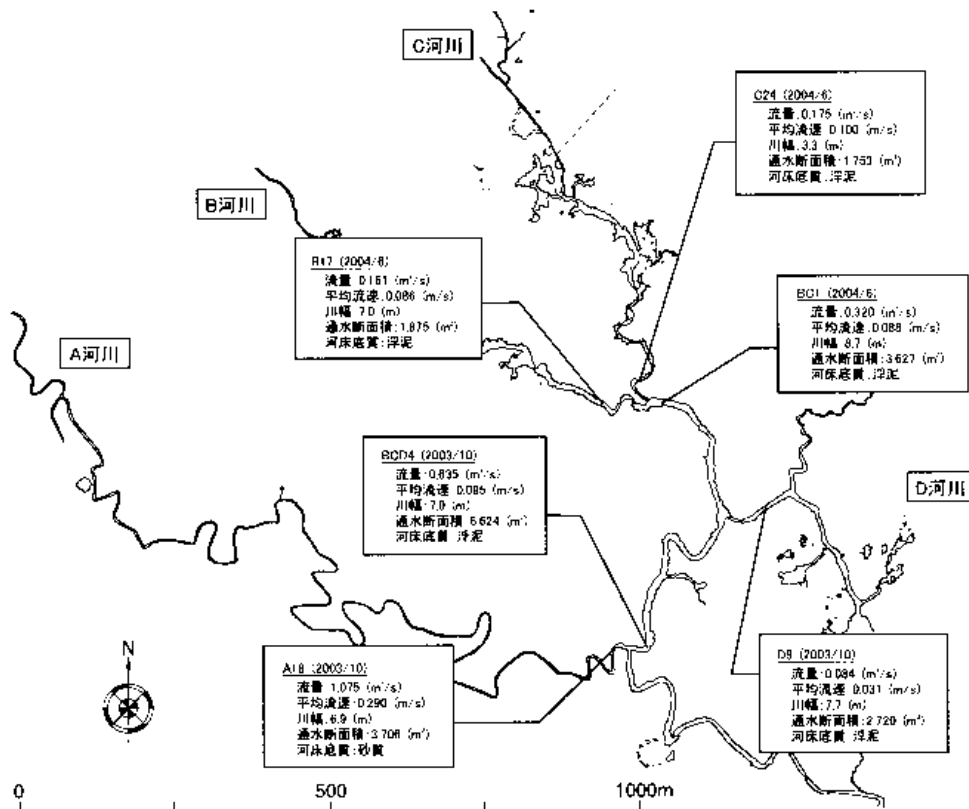 C河川
C24 (2004/6)
流量:0.175 (m³/s)
平均流速:0.100 (m/s)
川幅:3.3 (m)
通水断面積:1.753 (m²)
河床底質:浮泥
B河川
B17 (2004/6)
流量:0.161 (m³/s)
平均流速:0.086 (m/s)
川幅:7.0 (m)
通水断面積:1.875 (m²)
河床底質:浮泥
BC1 (2004/6)
流量:0.320 (m³/s)
平均流速:0.088 (m/s)
川幅:8.7 (m)
通水断面積:3.627 (m²)
河床底質:浮泥
A河川
BCD4 (2003/10)
流量:0.635 (m³/s)
平均流速:0.095 (m/s)
川幅:7.0 (m)
通水断面積:6.624 (m²)
河床底質:浮泥
D河川
A18 (2003/10)
流量:1.075 (m³/s)
平均流速:0.290 (m/s)
川幅:6.9 (m)
通水断面積:3.706 (m²)
河床底質:砂質
D9 (2003/10)
流量:0.084 (m³/s)
平均流速:0.031 (m/s)
川幅:7.7 (m)
通水断面積:2.720 (m²)
河床底質:浮泥
N
0 500 1000m